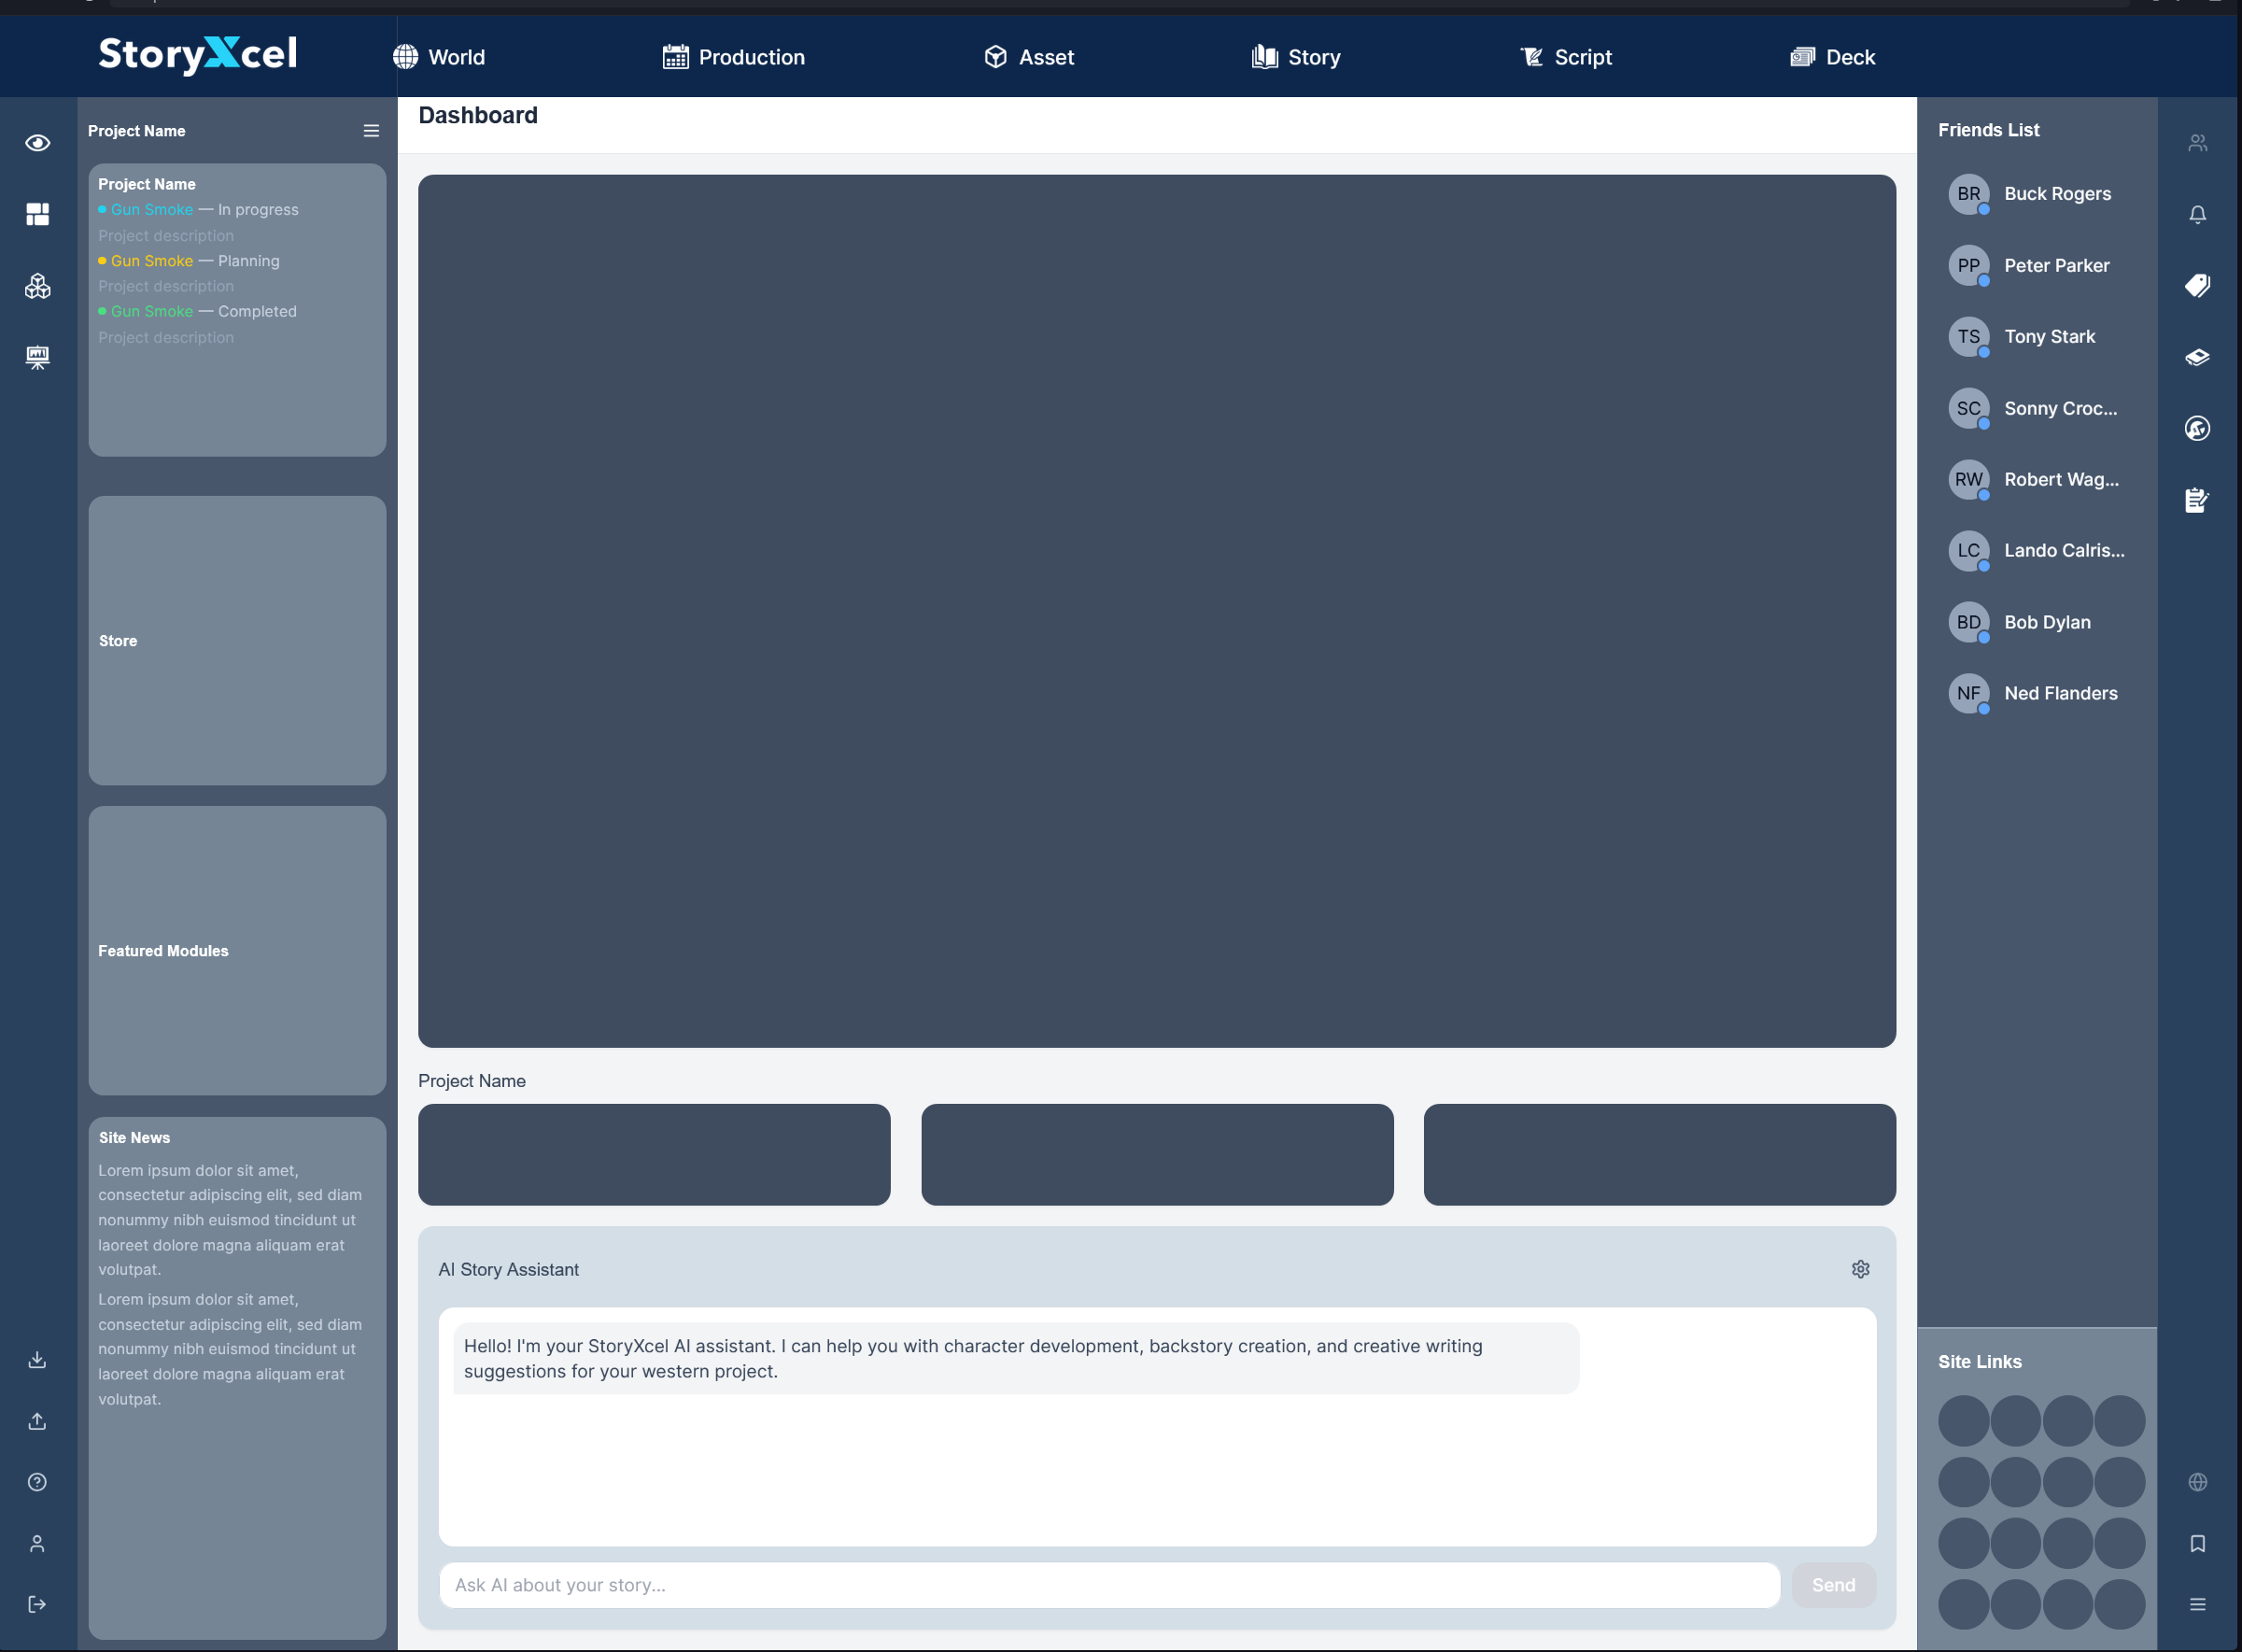 StoryXcel
World
Production
Asset
Story
Script
Deck
Project Name
Project Name
Gun Smoke — In progress
Project description
Gun Smoke — Planning
Project description
Gun Smoke — Completed
Project description
Store
Featured Modules
Site News
Lorem ipsum dolor sit amet,
consectetur adipiscing elit, sed diam
nonummy nibh euismod tincidunt ut
laoreet dolore magna aliquam erat
volutpat.
Lorem ipsum dolor sit amet,
consectetur adipiscing elit, sed diam
nonummy nibh euismod tincidunt ut
laoreet dolore magna aliquam erat
volutpat.
Dashboard
Project Name
AI Story Assistant
Hello! I'm your StoryXcel AI assistant. I can help you with character development, backstory creation, and creative writing
suggestions for your western project.
Ask AI about your story...
Send
Friends List
BR Buck Rogers
PP Peter Parker
TS Tony Stark
SC Sonny Croc...
RW Robert Wag...
LC Lando Calris...
BD Bob Dylan
NF Ned Flanders
Site Links